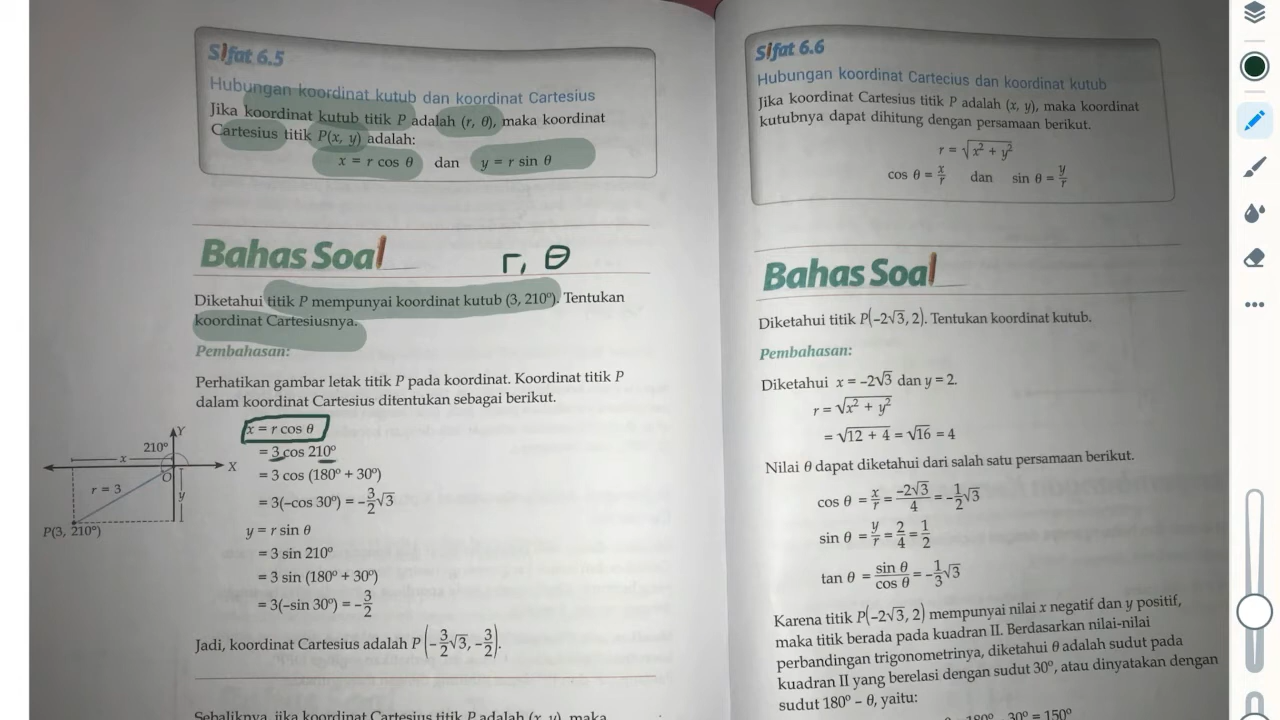 Sifat 6.5
Hubungan koordinat kutub dan koordinat Cartesius
Jika koordinat kutub titik P adalah (r, θ), maka koordinat
Cartesius titik P(x, y) adalah:
x = r cos θ dan y = r sin θ
Bahas Soal
r, θ
Diketahui titik P mempunyai koordinat kutub (3, 210°). Tentukan
koordinat Cartesiusnya.
Pembahasan:
Perhatikan gambar letak titik P pada koordinat. Koordinat titik P
dalam koordinat Cartesius ditentukan sebagai berikut.
x = r cos θ
= 3 cos 210°
= 3 cos (180° + 30°)
= 3(−cos 30°) = −3/2√3
y = r sin θ
= 3 sin 210°
= 3 sin (180° + 30°)
= 3(−sin 30°) = −3/2
Y
210°
x
X
O
r = 3
y
P(3, 210°)
Jadi, koordinat Cartesius adalah P(−3/2√3, −3/2).
Sebaliknya, jika koordinat Cartesius titik P adalah (x, y), maka
Sifat 6.6
Hubungan koordinat Cartecius dan koordinat kutub
Jika koordinat Cartesius titik P adalah (x, y), maka koordinat
kutubnya dapat dihitung dengan persamaan berikut.
r = √x² + y²
cos θ = x/r dan sin θ = y/r
Bahas Soal
Diketahui titik P(−2√3, 2). Tentukan koordinat kutub.
Pembahasan:
Diketahui x = −2√3 dan y = 2.
r = √x² + y²
= √12 + 4 = √16 = 4
Nilai θ dapat diketahui dari salah satu persamaan berikut.
cos θ = x/r = −2√3/4 = −1/2√3
sin θ = y/r = 2/4 = 1/2
tan θ = sin θ/cos θ = −1/3√3
Karena titik P(−2√3, 2) mempunyai nilai x negatif dan y positif,
maka titik berada pada kuadran II. Berdasarkan nilai-nilai
perbandingan trigonometrinya, diketahui θ adalah sudut pada
kuadran II yang berelasi dengan sudut 30°, atau dinyatakan dengan
sudut 180° − θ, yaitu:
180° − 30° = 150°